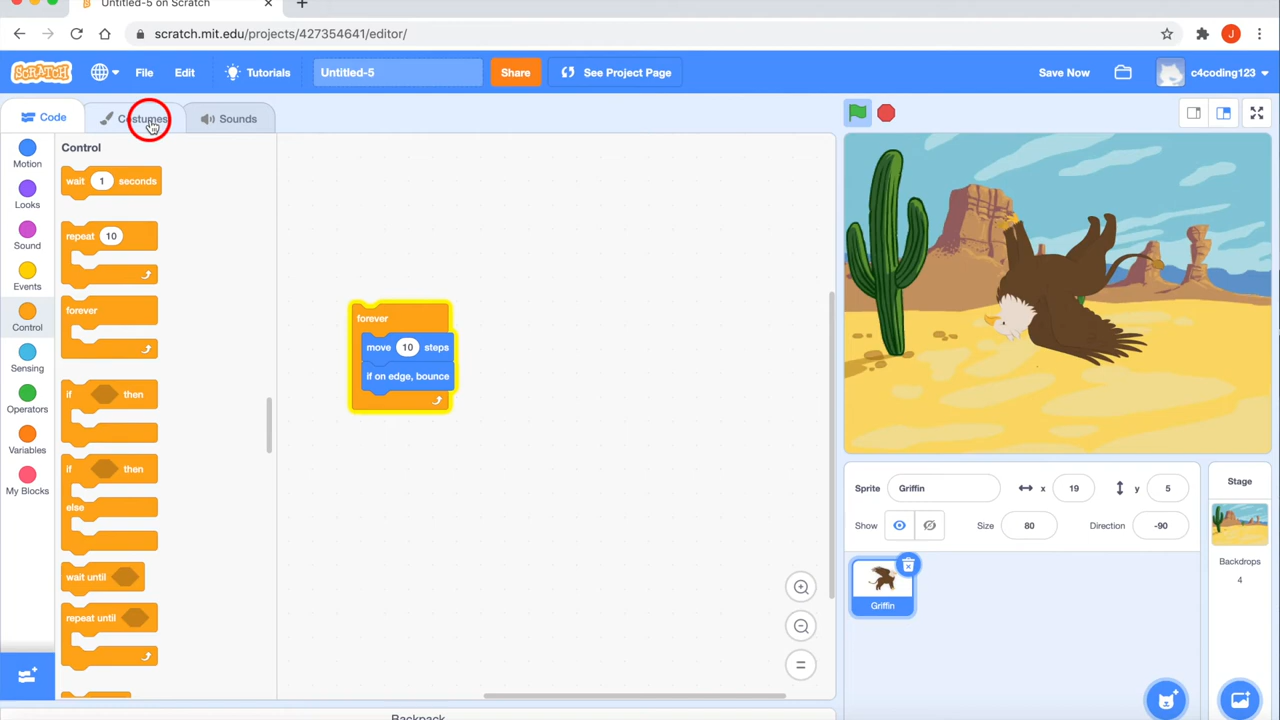 Untitled-5 on Scratch
scratch.mit.edu/projects/427354641/editor/
J
SCRATCH
File
Edit
Tutorials
Untitled-5
Share
See Project Page
Save Now
c4coding123
Code
Costumes
Sounds
Motion
Looks
Sound
Events
Control
Sensing
Operators
Variables
My Blocks
Control
wait 1 seconds
repeat 10
forever
if then
if then
else
wait until
repeat until
forever
move 10 steps
if on edge, bounce
Sprite Griffin x 19 y 5
Show Size 80 Direction -90
Griffin
Stage
Backdrops
4
Backpack